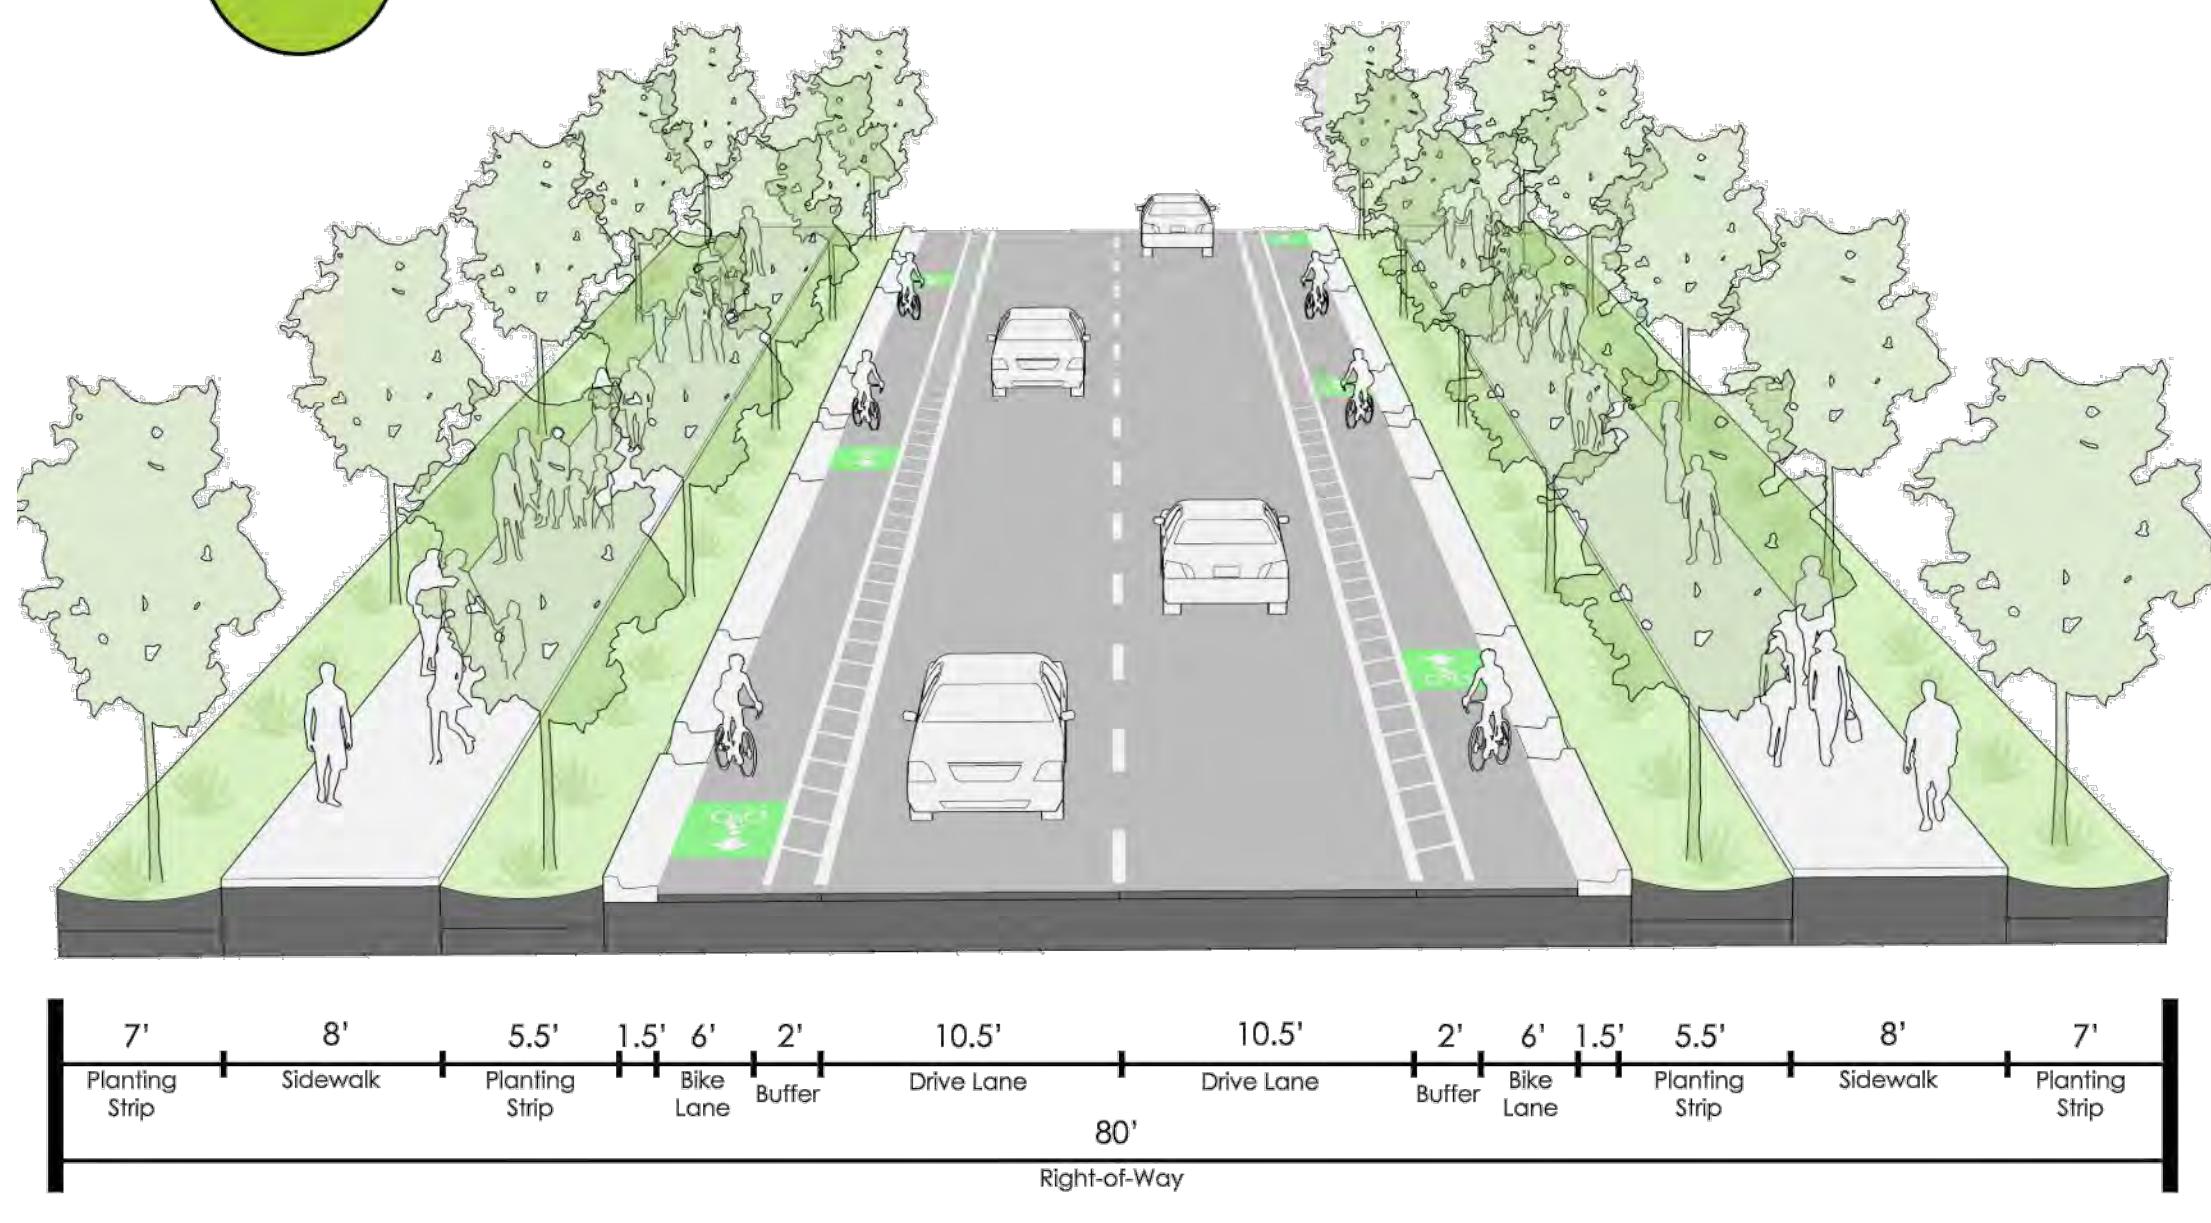 7’ 8’ 5.5’ 1.5’ 6’ 2’ 10.5’ 10.5’ 2’ 6’ 1.5’ 5.5’ 8’ 7’
Planting Strip Sidewalk Planting Strip Bike Lane Buffer Drive Lane Drive Lane Buffer Bike Lane Planting Strip Sidewalk Planting Strip
80’
Right-of-Way